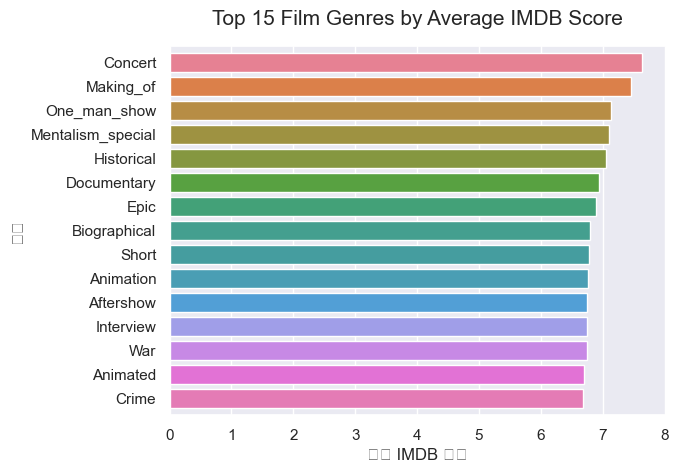 Top 15 Film Genres by Average IMDB Score
Concert
Making_of
One_man_show
Mentalism_special
Historical
Documentary
Epic
Biographical
Short
Animation
Aftershow
Interview
War
Animated
Crime
0 1 2 3 4 5 6 7 8
IMDB